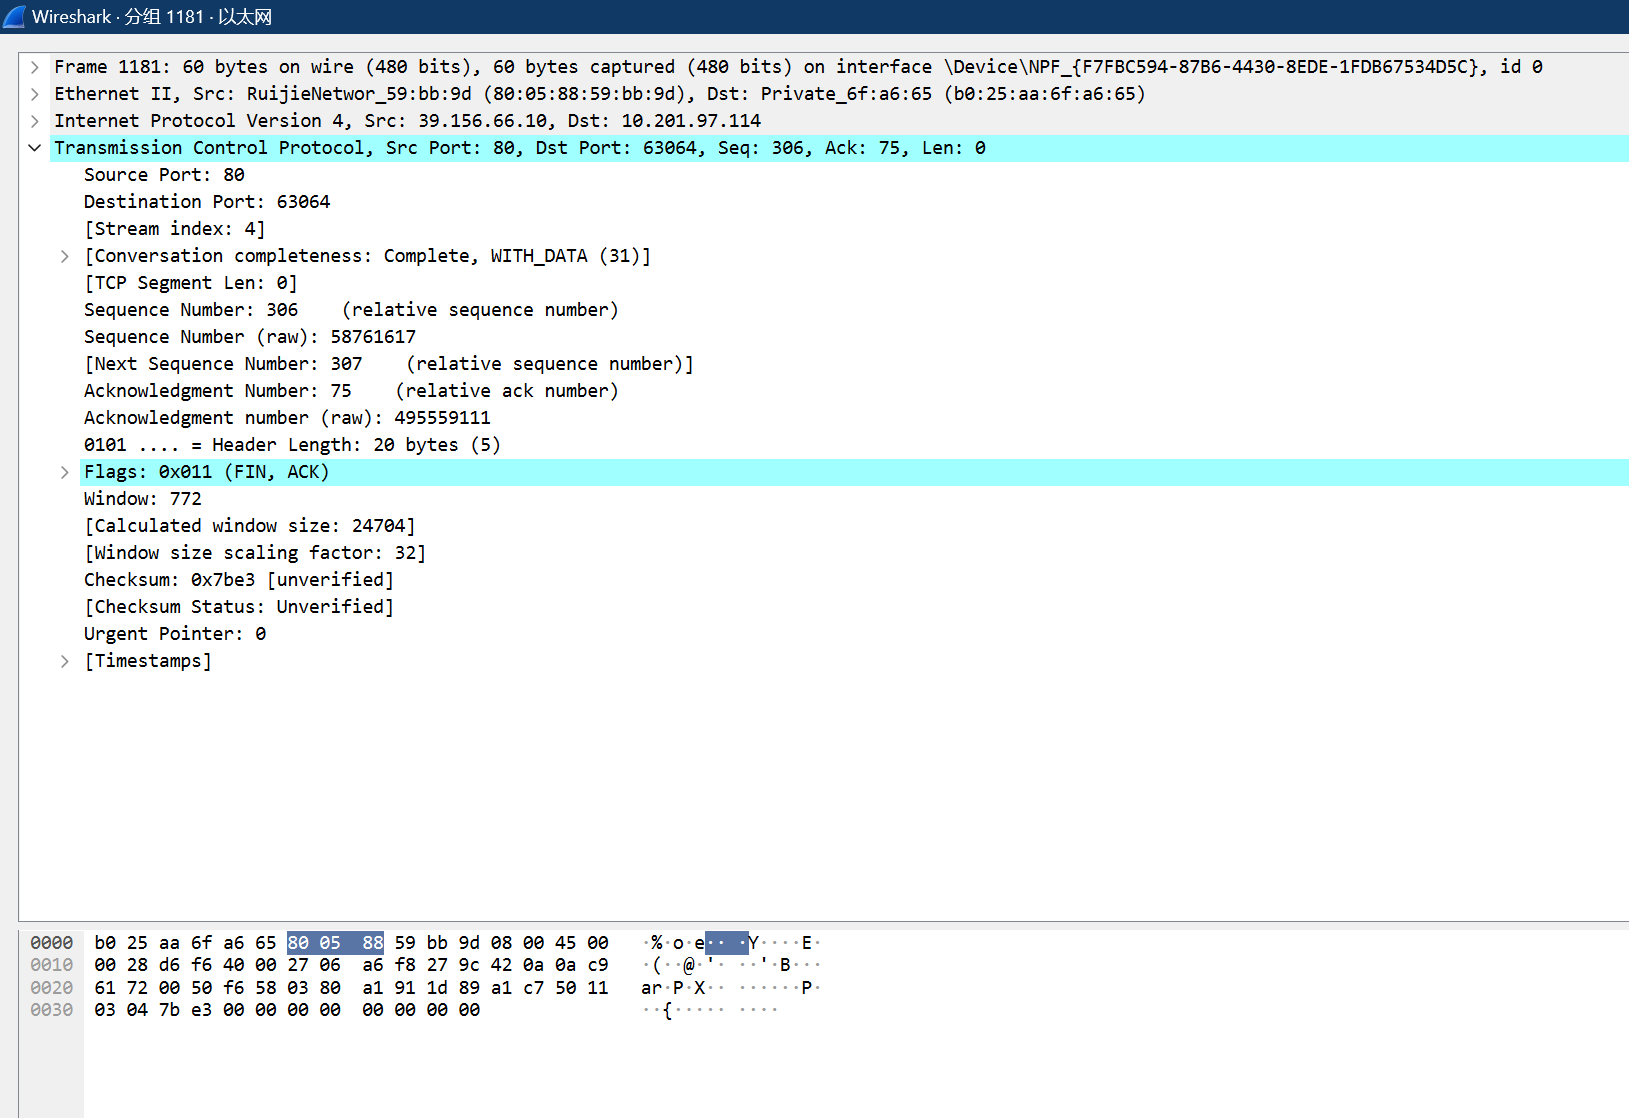 Wireshark · 分组 1181 · 以太网
Frame 1181: 60 bytes on wire (480 bits), 60 bytes captured (480 bits) on interface \Device\NPF_{F7FBC594-87B6-4430-8EDE-1FDB67534D5C}, id 0
Ethernet II, Src: RuijieNetwor_59:bb:9d (80:05:88:59:bb:9d), Dst: Private_6f:a6:65 (b0:25:aa:6f:a6:65)
Internet Protocol Version 4, Src: 39.156.66.10, Dst: 10.201.97.114
Transmission Control Protocol, Src Port: 80, Dst Port: 63064, Seq: 306, Ack: 75, Len: 0
Source Port: 80
Destination Port: 63064
[Stream index: 4]
[Conversation completeness: Complete, WITH_DATA (31)]
[TCP Segment Len: 0]
Sequence Number: 306    (relative sequence number)
Sequence Number (raw): 58761617
[Next Sequence Number: 307    (relative sequence number)]
Acknowledgment Number: 75    (relative ack number)
Acknowledgment number (raw): 495559111
0101 .... = Header Length: 20 bytes (5)
Flags: 0x011 (FIN, ACK)
Window: 772
[Calculated window size: 24704]
[Window size scaling factor: 32]
Checksum: 0x7be3 [unverified]
[Checksum Status: Unverified]
Urgent Pointer: 0
[Timestamps]
0000 b0 25 aa 6f a6 65 80 05 88 59 bb 9d 08 00 45 00 ·%·o·e·· ·Y····E·
0010 00 28 d6 f6 40 00 27 06 a6 f8 27 9c 42 0a 0a c9 ·(··@·'· ··'·B···
0020 61 72 00 50 f6 58 03 80 a1 91 1d 89 a1 c7 50 11 ar·P·X·· ······P·
0030 03 04 7b e3 00 00 00 00 00 00 00 00 ··{····· ····